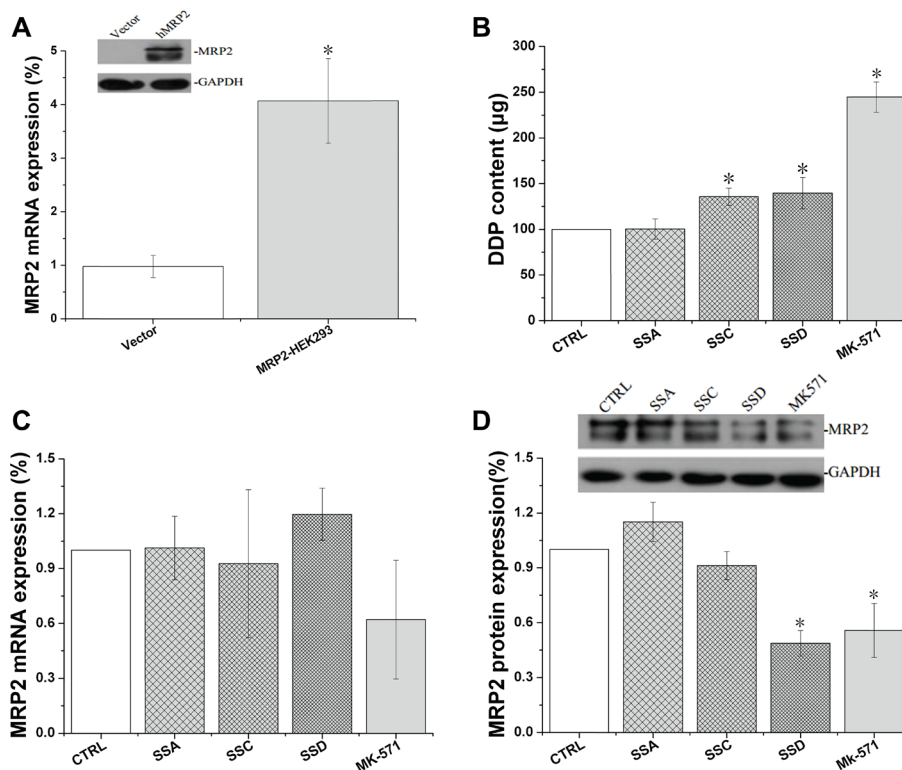 A
Vector
hMRP2
-MRP2
-GAPDH
*
MRP2 mRNA expression (%)
5
4
3
2
1
0
Vector
MRP2-HEK293
B
DDP content (µg)
300
250
200
150
100
50
0
*
*
*
CTRL
SSA
SSC
SSD
MK-571
C
MRP2 mRNA expression (%)
1.5
1.2
0.9
0.6
0.3
0.0
CTRL
SSA
SSC
SSD
MK-571
D
CTRL
SSA
SSC
SSD
MK571
-MRP2
-GAPDH
MRP2 protein expression(%)
1.5
1.2
0.9
0.6
0.3
0.0
*
*
CTRL
SSA
SSC
SSD
Mk-571